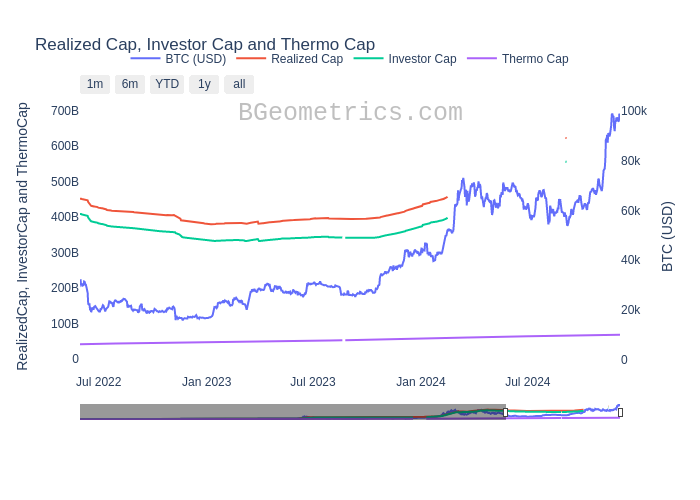 Realized Cap, Investor Cap and Thermo Cap
BTC (USD) Realized Cap Investor Cap Thermo Cap
1m 6m YTD 1y all
BGeometrics.com
700B
600B
500B
400B
300B
200B
100B
0
RealizedCap, InvestorCap and ThermoCap
100k
80k
60k
40k
20k
0
BTC (USD)
Jul 2022 Jan 2023 Jul 2023 Jan 2024 Jul 2024